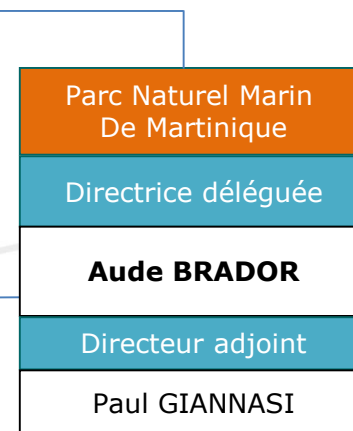 Parc Naturel Marin
De Martinique
Directrice déléguée
Aude BRADOR
Directeur adjoint
Paul GIANNASI